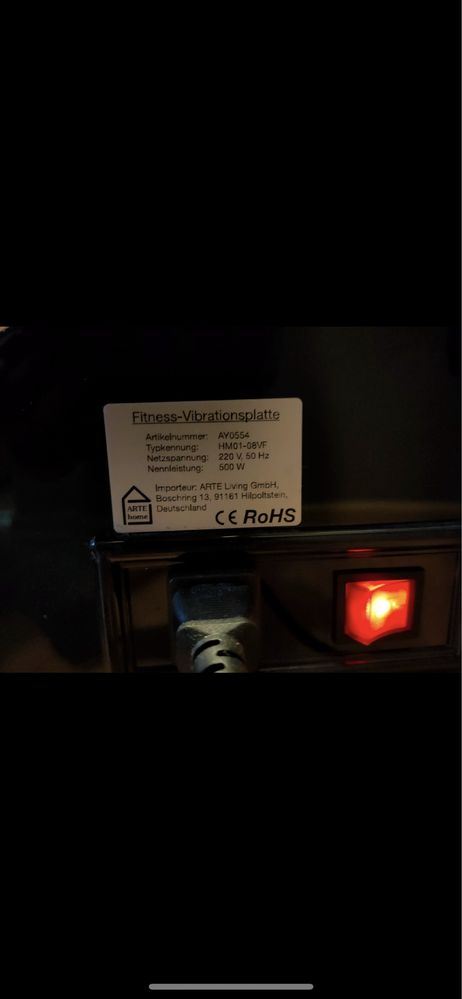 Fitness-Vibrationsplatte
Artikelnummer: AY0554
Typkennung: HM01-08VF
Netzspannung: 220 V, 50 Hz
Nennleistung: 500 W
Importeur: ARTE Living GmbH,
Boschring 13, 91161 Hilpoltstein,
Deutschland
ARTE
home
CE RoHS